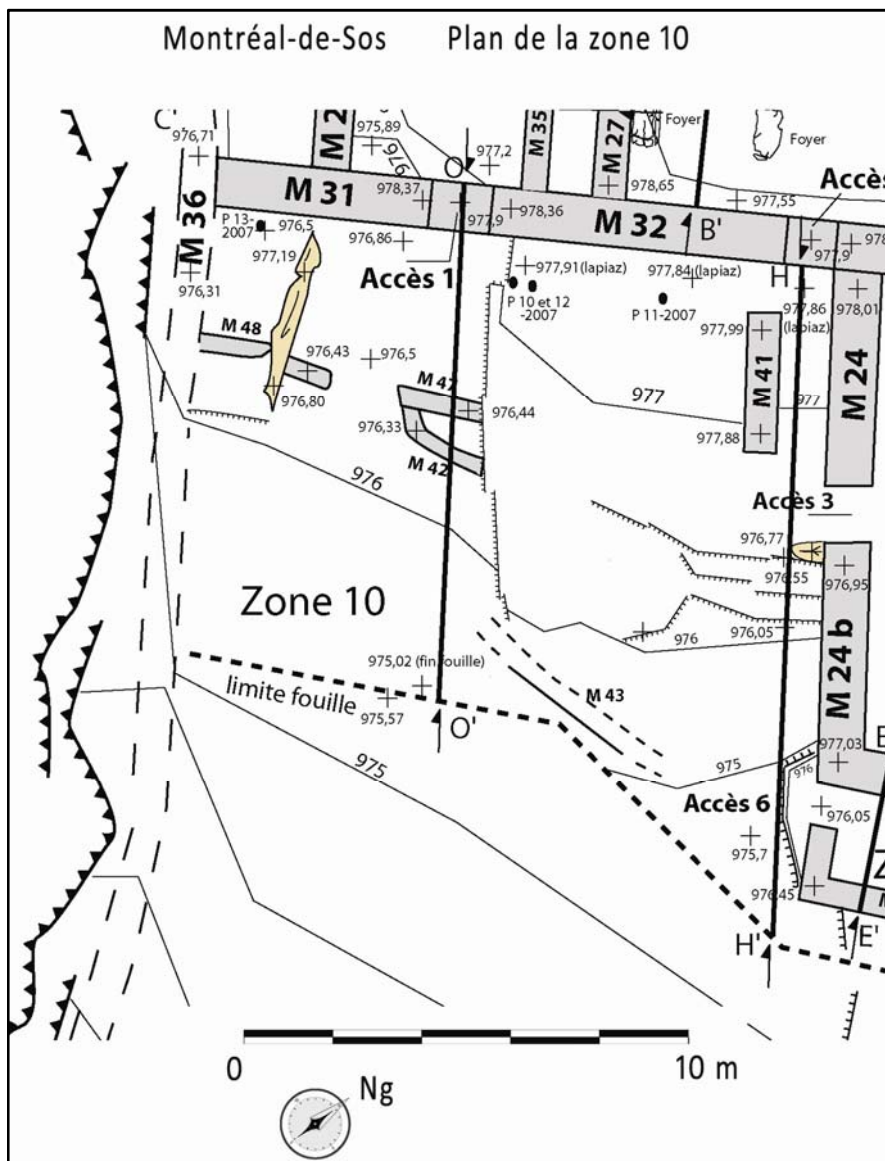 Montréal-de-Sos Plan de la zone 10
C'
976,71
M 2
975,89
976
O
977,2
M 35
M 27
Foyer
Foyer
978,65
977,55
Accès
M 36
M 31
978,37
977,9
978,36
M 32
B'
977,9
978
P 13-
2007
976,5
977,19
976,86
Accès 1
977,91 (lapiaz)
977,84 (lapiaz)
H
976,31
P 10 et 12
-2007
P 11-2007
977,86
(lapiaz)
978,01
M 48
976,43
976,5
977,99
M 41
M 24
976,80
M 47
976,44
977
977
976,33
M 42
977,88
976
Accès 3
976,77
976,55
976,95
Zone 10
976
976,05
M 24 b
975,02 (fin fouille)
limite fouille
975,57
O'
M 43
975
977,03
E
975
976
Accès 6
976,05
975,7
976,45
H'
E'
0
10 m
Ng